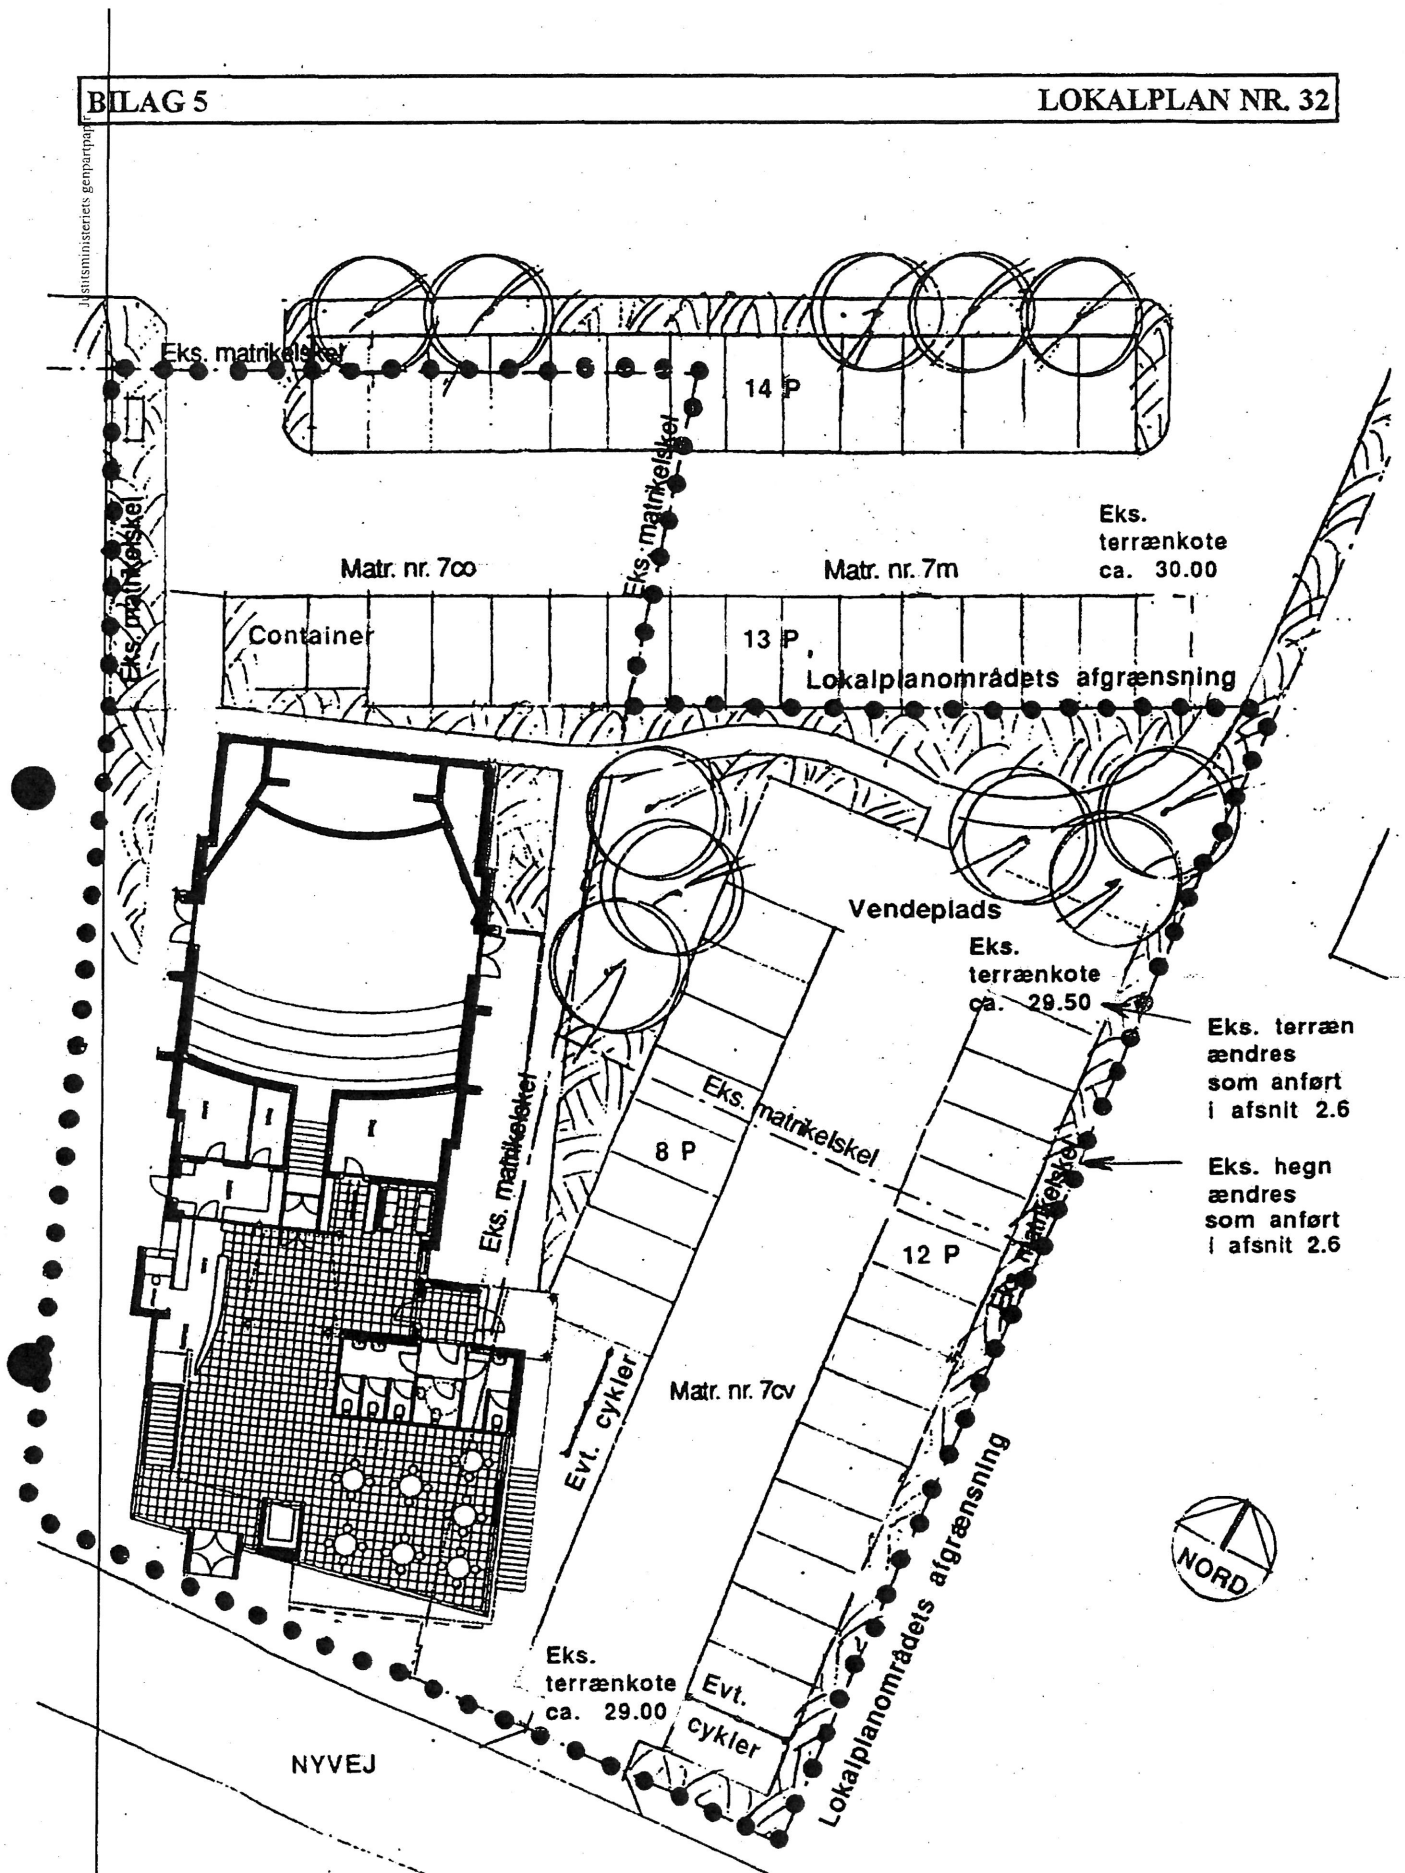 BILAG 5
LOKALPLAN NR. 32
Justitsministeriets genpartpapir
Eks. matrikelskel
14 P
Eks. matrikelskel
Eks. matrikelskel
Eks.
terrænkote
ca. 30.00
Matr. nr. 7co
Matr. nr. 7m
Container
13 P
Lokalplanområdets afgrænsning
Vendeplads
Eks.
terrænkote
ca. 29.50
Eks. terræn
ændres
som anført
i afsnit 2.6
Eks. matrikelskel
Eks. matrikelskel
8 P
Eks. matrikelskel
Eks. hegn
ændres
som anført
i afsnit 2.6
12 P
Matr. nr. 7cv
Evt. cykler
Lokalplanområdets afgrænsning
NORD
Eks.
terrænkote
ca. 29.00
Evt.
cykler
NYVEJ